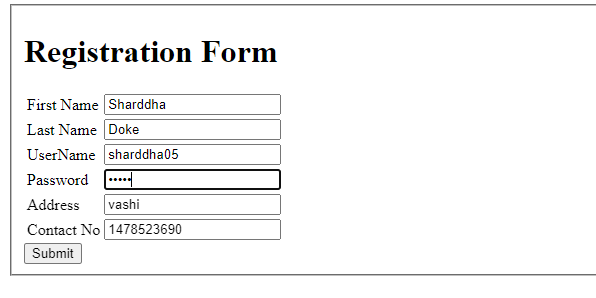 Registration Form
First Name Sharddha
Last Name Doke
UserName sharddha05
Password •••••
Address vashi
Contact No 1478523690
Submit